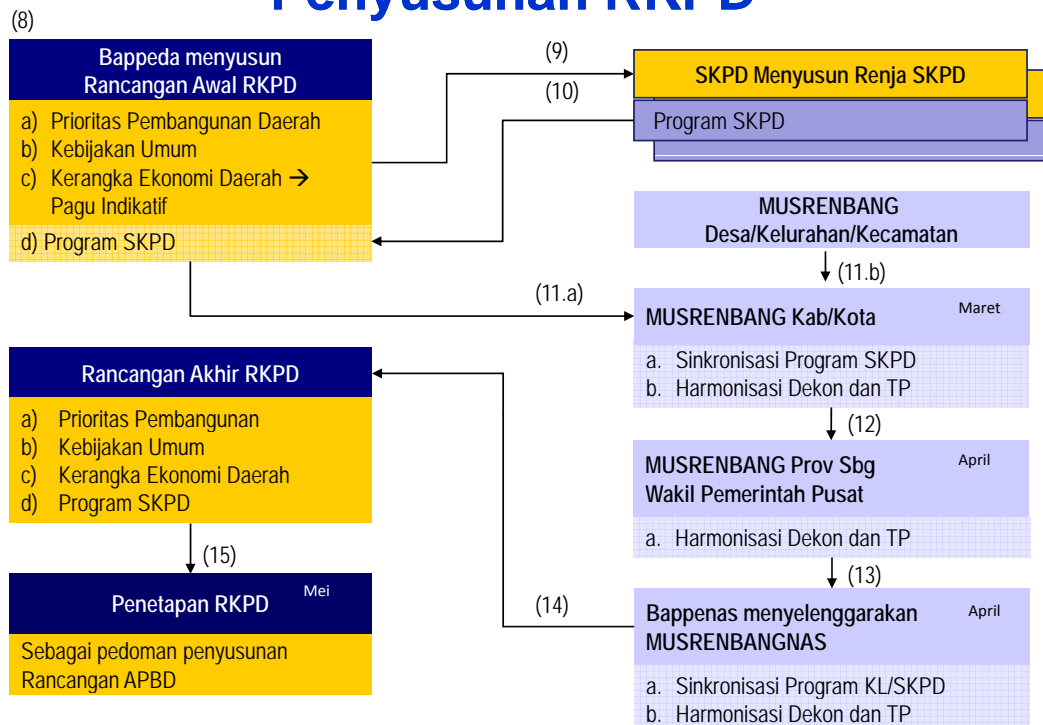 Penyusunan RKPD
(8)
Bappeda menyusun
Rancangan Awal RKPD
a) Prioritas Pembangunan Daerah
b) Kebijakan Umum
c) Kerangka Ekonomi Daerah →
Pagu Indikatif
d) Program SKPD
(9)
(10)
SKPD Menyusun Renja SKPD
Program SKPD
MUSRENBANG
Desa/Kelurahan/Kecamatan
(11.b)
(11.a)
MUSRENBANG Kab/Kota
Maret
a. Sinkronisasi Program SKPD
b. Harmonisasi Dekon dan TP
(12)
MUSRENBANG Prov Sbg
Wakil Pemerintah Pusat
April
a. Harmonisasi Dekon dan TP
(13)
Bappenas menyelenggarakan
MUSRENBANGNAS
April
a. Sinkronisasi Program KL/SKPD
b. Harmonisasi Dekon dan TP
(14)
Rancangan Akhir RKPD
a) Prioritas Pembangunan
b) Kebijakan Umum
c) Kerangka Ekonomi Daerah
d) Program SKPD
(15)
Penetapan RKPD
Mei
Sebagai pedoman penyusunan
Rancangan APBD